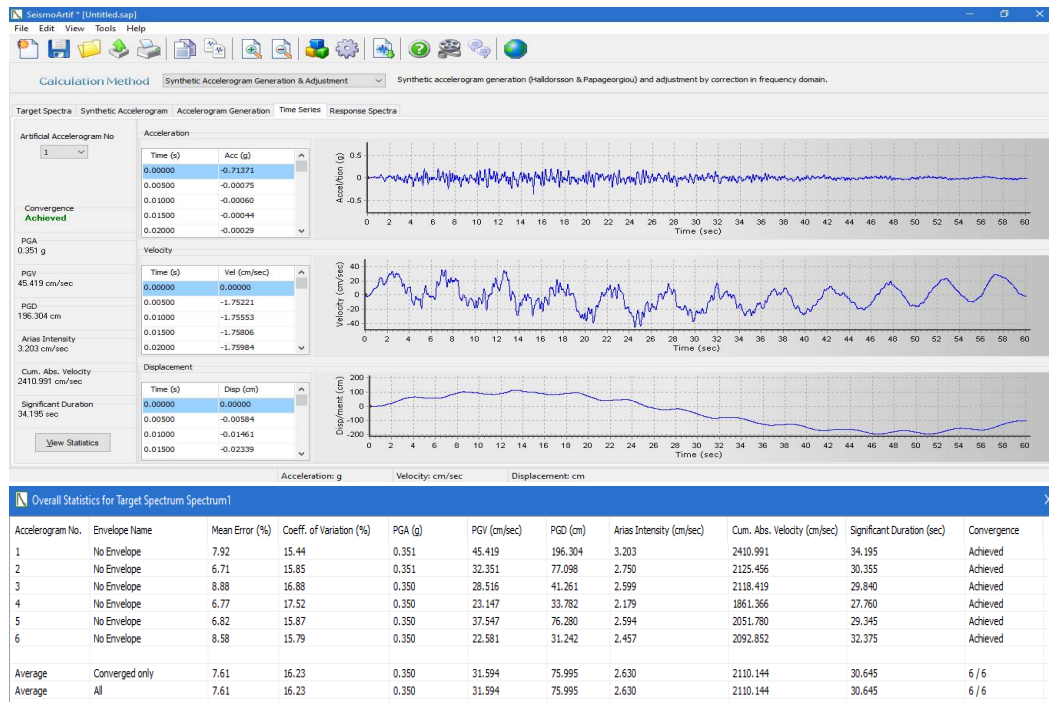 SeismoArtif * [Untitled.sap]
File Edit View Tools Help
Calculation Method Synthetic Accelerogram Generation & Adjustment Synthetic accelerogram generation (Halldorsson & Papageorgiou) and adjustment by correction in frequency domain.
Target Spectra Synthetic Accelerogram Accelerogram Generation Time Series Response Spectra
Artificial Accelerogram No
1
Convergence
Achieved
PGA
0.351 g
PGV
45.419 cm/sec
PGD
196.304 cm
Arias Intensity
3.203 cm/sec
Cum. Abs. Velocity
2410.991 cm/sec
Significant Duration
34.195 sec
View Statistics
Acceleration
Time (s) Acc (g)
0.00000 -0.71371
0.00500 -0.00075
0.01000 -0.00060
0.01500 -0.00044
0.02000 -0.00029
Accel/tion (g)
0.5
0
-0.5
0 2 4 6 8 10 12 14 16 18 20 22 24 26 28 30 32 34 36 38 40 42 44 46 48 50 52 54 56 58 60
Time (sec)
Velocity
Time (s) Vel (cm/sec)
0.00000 0.00000
0.00500 -1.75221
0.01000 -1.75553
0.01500 -1.75806
0.02000 -1.75984
Velocity (cm/sec)
40
20
0
-20
-40
0 2 4 6 8 10 12 14 16 18 20 22 24 26 28 30 32 34 36 38 40 42 44 46 48 50 52 54 56 58 60
Time (sec)
Displacement
Time (s) Disp (cm)
0.00000 0.00000
0.00500 -0.00584
0.01000 -0.01461
0.01500 -0.02339
Disp/ment (cm)
200
100
0
-100
-200
0 2 4 6 8 10 12 14 16 18 20 22 24 26 28 30 32 34 36 38 40 42 44 46 48 50 52 54 56 58 60
Time (sec)
Acceleration: g Velocity: cm/sec Displacement: cm
Overall Statistics for Target Spectrum Spectrum1
Accelerogram No. Envelope Name Mean Error (%) Coeff. of Variation (%) PGA (g) PGV (cm/sec) PGD (cm) Arias Intensity (cm/sec) Cum. Abs. Velocity (cm/sec) Significant Duration (sec) Convergence
1 No Envelope 7.92 15.44 0.351 45.419 196.304 3.203 2410.991 34.195 Achieved
2 No Envelope 6.71 15.85 0.351 32.351 77.098 2.750 2125.456 30.355 Achieved
3 No Envelope 8.88 16.88 0.350 28.516 41.261 2.599 2118.419 29.840 Achieved
4 No Envelope 6.77 17.52 0.350 23.147 33.782 2.179 1861.366 27.760 Achieved
5 No Envelope 6.82 15.87 0.350 37.547 76.280 2.594 2051.780 29.345 Achieved
6 No Envelope 8.58 15.79 0.350 22.581 31.242 2.457 2092.852 32.375 Achieved
Average Converged only 7.61 16.23 0.350 31.594 75.995 2.630 2110.144 30.645 6 / 6
Average All 7.61 16.23 0.350 31.594 75.995 2.630 2110.144 30.645 6 / 6